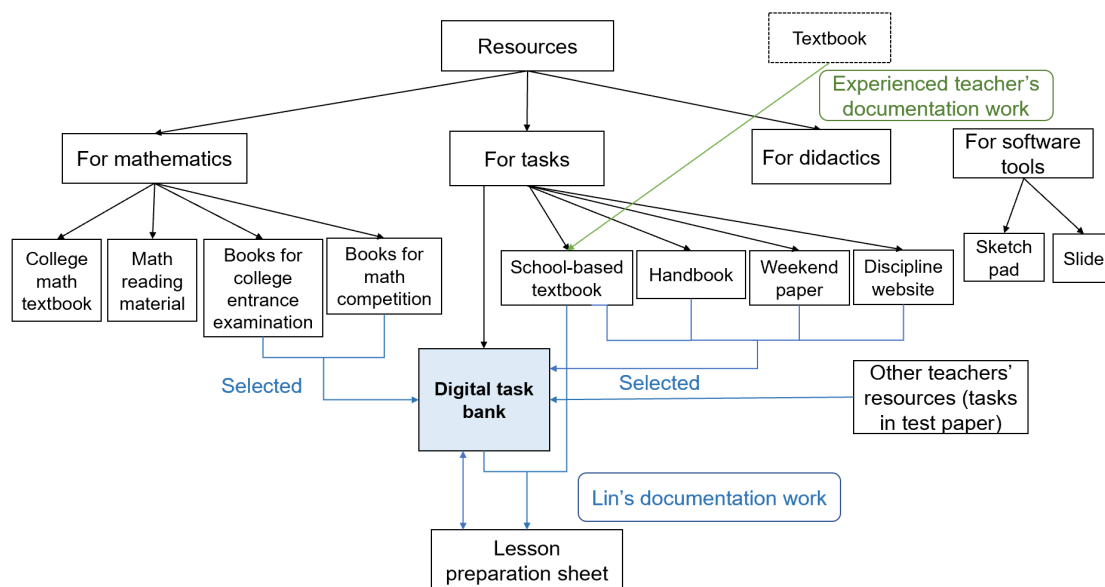 Resources
Textbook
Experienced teacher's
documentation work
For mathematics
For tasks
For didactics
For software
tools
College
math
textbook
Math
reading
material
Books for
college
entrance
examination
Books for
math
competition
School-based
textbook
Handbook
Weekend
paper
Discipline
website
Sketch
pad
Slide
Selected
Digital task
bank
Selected
Other teachers'
resources (tasks
in test paper)
Lin's documentation work
Lesson
preparation sheet